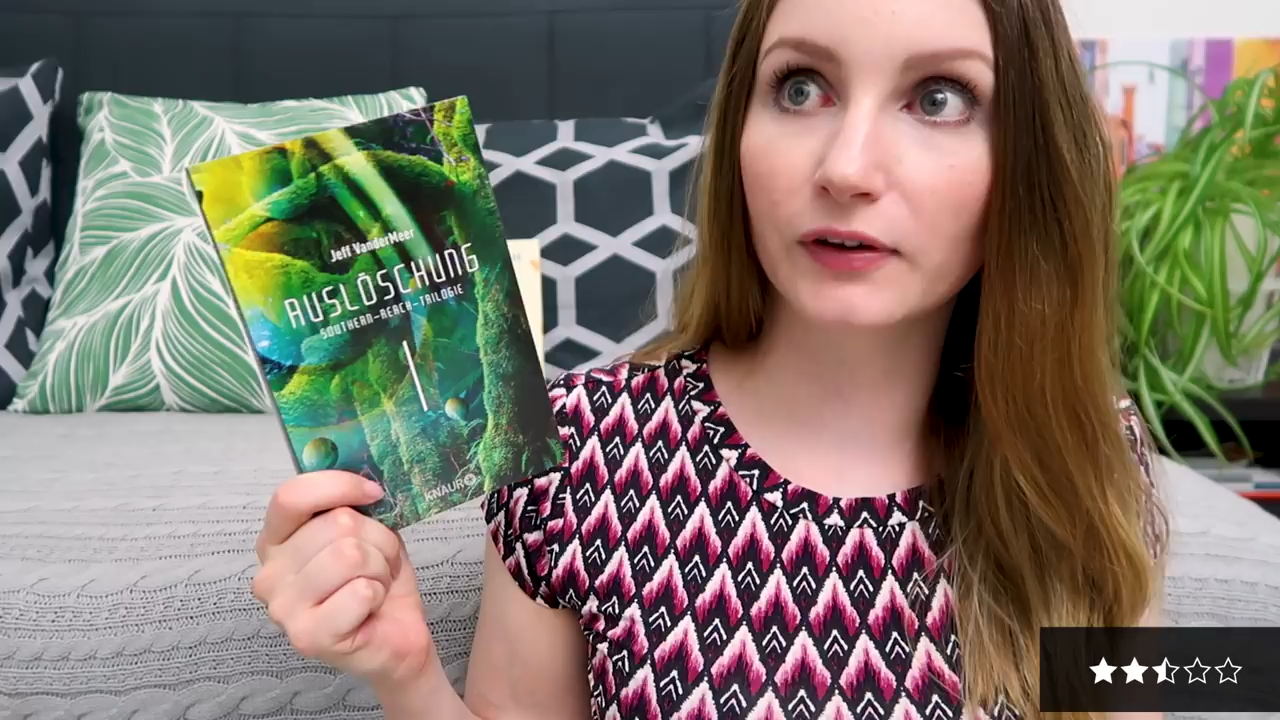 Jeff VanderMeer
AUSLÖSCHUNG
SOUTHERN-REACH-TRILOGIE
1
KNAUR